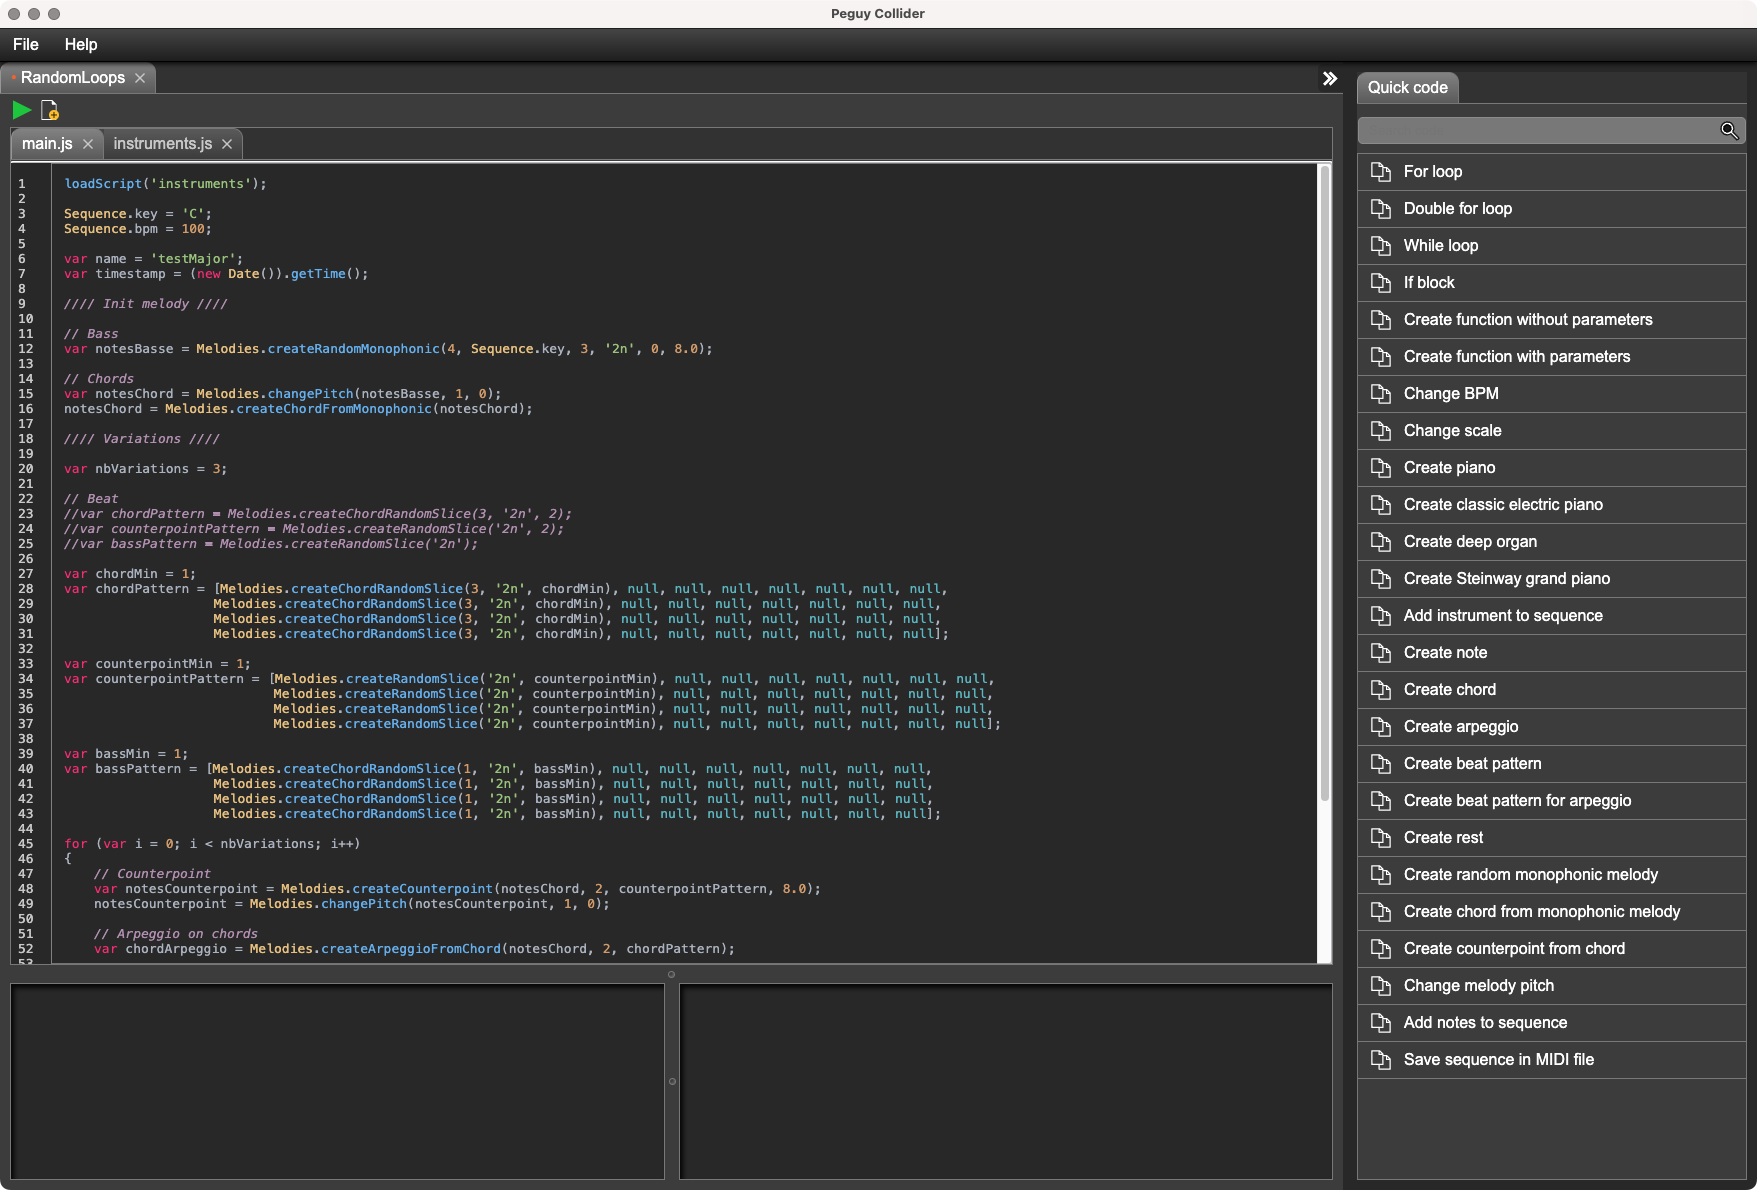 Peguy Collider
File Help
RandomLoops
main.js instruments.js
1 loadScript('instruments');
2
3 Sequence.key = 'C';
4 Sequence.bpm = 100;
5
6 var name = 'testMajor';
7 var timestamp = (new Date()).getTime();
8
9 //// Init melody ////
10
11 // Bass
12 var notesBasse = Melodies.createRandomMonophonic(4, Sequence.key, 3, '2n', 0, 8.0);
13
14 // Chords
15 var notesChord = Melodies.changePitch(notesBasse, 1, 0);
16 notesChord = Melodies.createChordFromMonophonic(notesChord);
17
18 //// Variations ////
19
20 var nbVariations = 3;
21
22 // Beat
23 //var chordPattern = Melodies.createChordRandomSlice(3, '2n', 2);
24 //var counterpointPattern = Melodies.createRandomSlice('2n', 2);
25 //var bassPattern = Melodies.createRandomSlice('2n');
26
27 var chordMin = 1;
28 var chordPattern = [Melodies.createChordRandomSlice(3, '2n', chordMin), null, null, null, null, null, null, null,
29 Melodies.createChordRandomSlice(3, '2n', chordMin), null, null, null, null, null, null, null,
30 Melodies.createChordRandomSlice(3, '2n', chordMin), null, null, null, null, null, null, null,
31 Melodies.createChordRandomSlice(3, '2n', chordMin), null, null, null, null, null, null, null];
32
33 var counterpointMin = 1;
34 var counterpointPattern = [Melodies.createRandomSlice('2n', counterpointMin), null, null, null, null, null, null, null,
35 Melodies.createRandomSlice('2n', counterpointMin), null, null, null, null, null, null, null,
36 Melodies.createRandomSlice('2n', counterpointMin), null, null, null, null, null, null, null,
37 Melodies.createRandomSlice('2n', counterpointMin), null, null, null, null, null, null, null];
38
39 var bassMin = 1;
40 var bassPattern = [Melodies.createChordRandomSlice(1, '2n', bassMin), null, null, null, null, null, null, null,
41 Melodies.createChordRandomSlice(1, '2n', bassMin), null, null, null, null, null, null, null,
42 Melodies.createChordRandomSlice(1, '2n', bassMin), null, null, null, null, null, null, null,
43 Melodies.createChordRandomSlice(1, '2n', bassMin), null, null, null, null, null, null, null];
44
45 for (var i = 0; i < nbVariations; i++)
46 {
47 // Counterpoint
48 var notesCounterpoint = Melodies.createCounterpoint(notesChord, 2, counterpointPattern, 8.0);
49 notesCounterpoint = Melodies.changePitch(notesCounterpoint, 1, 0);
50
51 // Arpeggio on chords
52 var chordArpeggio = Melodies.createArpeggioFromChord(notesChord, 2, chordPattern);
53
Quick code
For loop
Double for loop
While loop
If block
Create function without parameters
Create function with parameters
Change BPM
Change scale
Create piano
Create classic electric piano
Create deep organ
Create Steinway grand piano
Add instrument to sequence
Create note
Create chord
Create arpeggio
Create beat pattern
Create beat pattern for arpeggio
Create rest
Create random monophonic melody
Create chord from monophonic melody
Create counterpoint from chord
Change melody pitch
Add notes to sequence
Save sequence in MIDI file